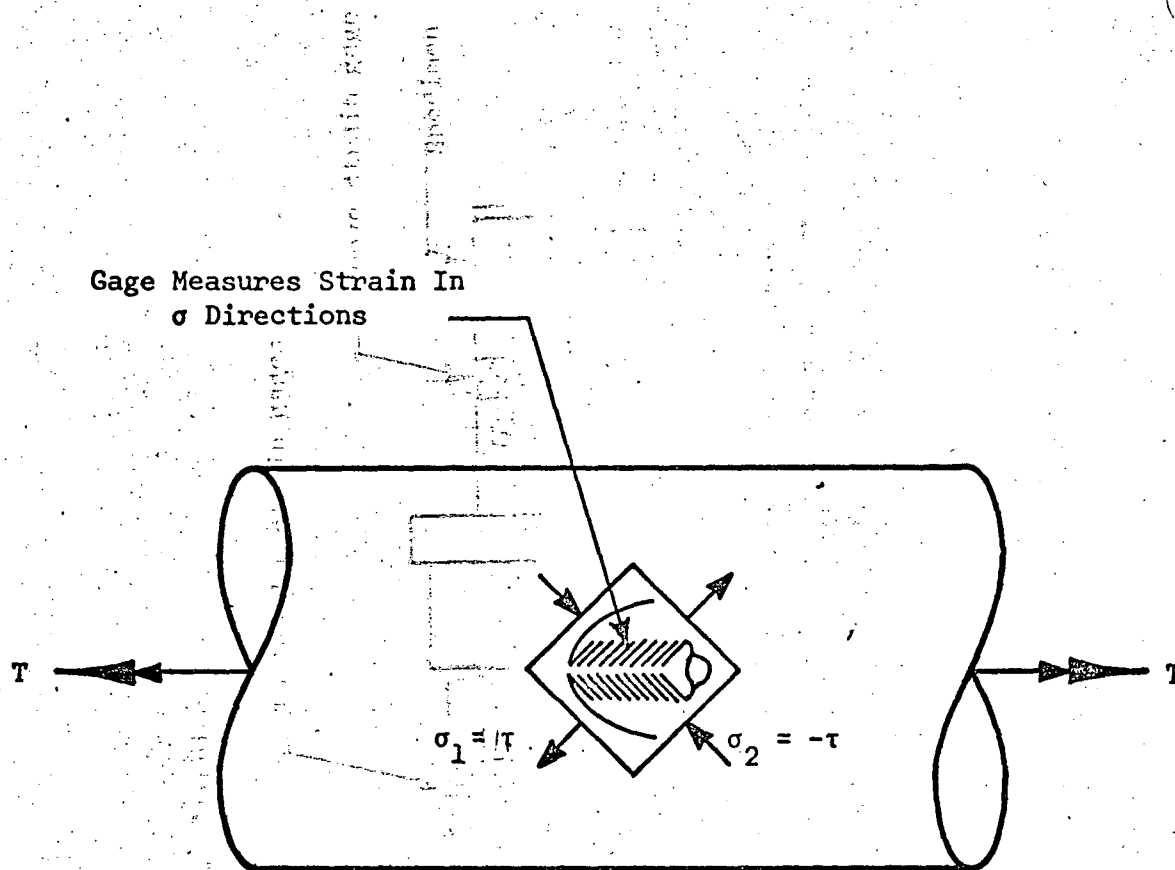 Gage Measures Strain In
σ Directions
T
T
σ1 = τ
σ2 = -τ